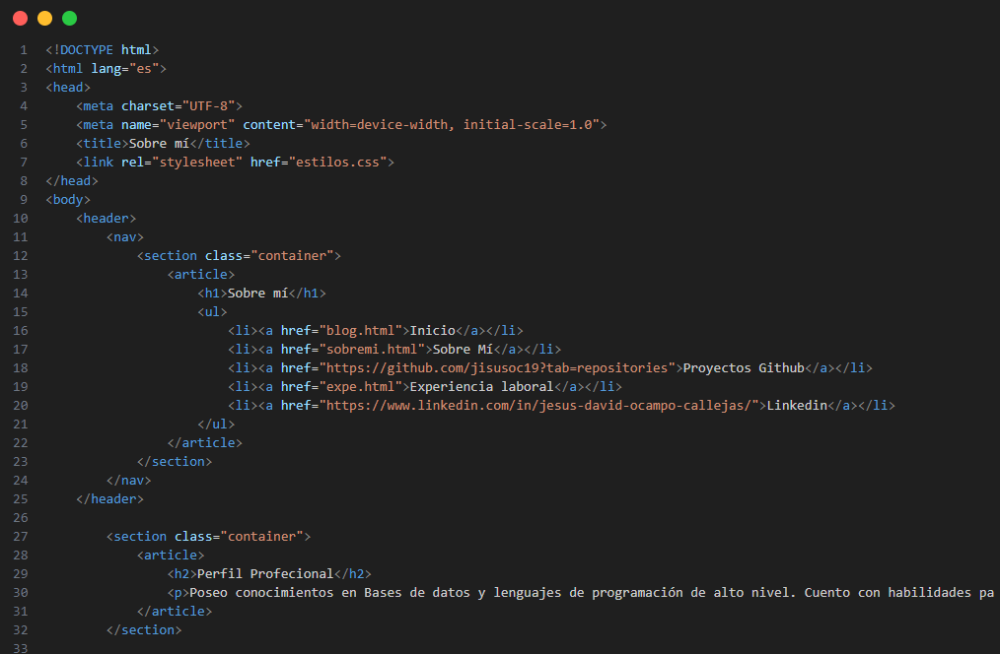 1 <!DOCTYPE html>
2 <html lang="es">
3 <head>
4     <meta charset="UTF-8">
5     <meta name="viewport" content="width=device-width, initial-scale=1.0">
6     <title>Sobre mí</title>
7     <link rel="stylesheet" href="estilos.css">
8 </head>
9 <body>
10     <header>
11         <nav>
12             <section class="container">
13                 <article>
14                     <h1>Sobre mí</h1>
15                     <ul>
16                         <li><a href="blog.html">Inicio</a></li>
17                         <li><a href="sobremi.html">Sobre Mí</a></li>
18                         <li><a href="https://github.com/jisusoc19?tab=repositories">Proyectos Github</a></li>
19                         <li><a href="expe.html">Experiencia laboral</a></li>
20                         <li><a href="https://www.linkedin.com/in/jesus-david-ocampo-callejas/">Linkedin</a></li>
21                     </ul>
22                 </article>
23             </section>
24         </nav>
25     </header>
26
27         <section class="container">
28             <article>
29                 <h2>Perfil Profecional</h2>
30                 <p>Poseo conocimientos en Bases de datos y lenguajes de programación de alto nivel. Cuento con habilidades pa
31             </article>
32         </section>
33